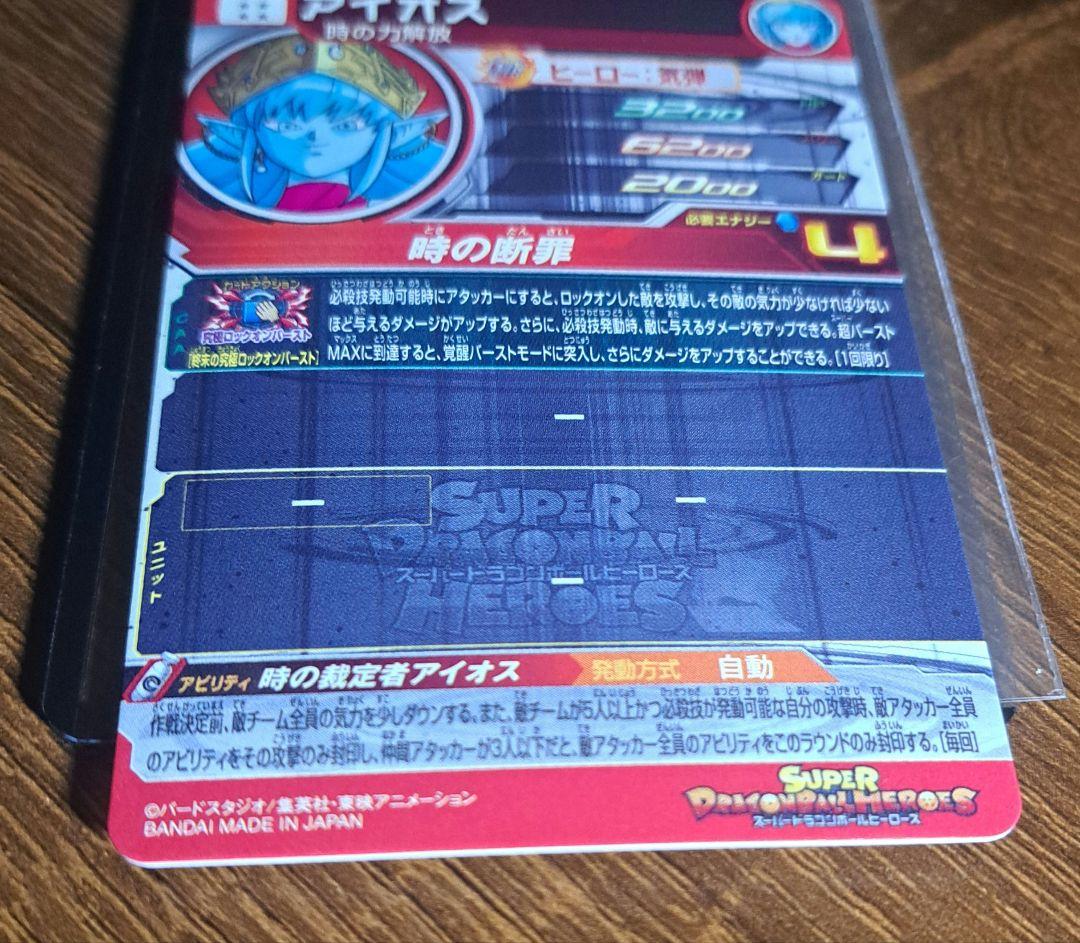 アイオス
時の力解放
ヒーロー：気弾
3200
6200
ガード
2000
必要エナジー 4
時の断罪
カードアクション
究極ロックオンバースト
[終末の究極ロックオンバースト]
CAA
必殺技発動可能時にアタッカーにすると、ロックオンした敵を攻撃し、その敵の気力が少なければ少ない
ほど与えるダメージがアップする。さらに、必殺技発動時、敵に与えるダメージをアップできる。超バースト
MAXに到達すると、覚醒バーストモードに突入し、さらにダメージをアップすることができる。[1回限り]
ー
ユニット
ー ー
ー
SUPER
DRAGON BALL
スーパードラゴンボールヒーローズ
HEROES
アビリティ 時の裁定者アイオス 発動方式 自動
作戦決定前、敵チーム全員の気力を少しダウンする。また、敵チームが5人以上かつ必殺技が発動可能な自分の攻撃時、敵アタッカー全員
のアビリティをその攻撃のみ封印し、仲間アタッカーが3人以下だと、敵アタッカー全員のアビリティをこのラウンドのみ封印する。[毎回]
©バードスタジオ/集英社・東映アニメーション
BANDAI MADE IN JAPAN
SUPER
DRAGON BALL HEROES
スーパードラゴンボールヒーローズ